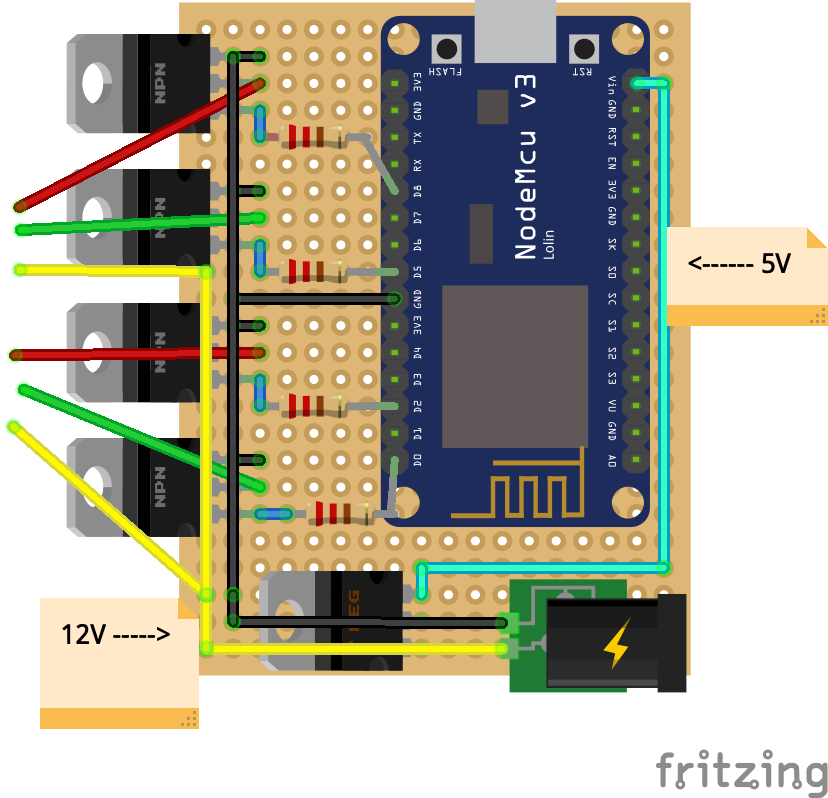 FLASH
RST
NodeMcu v3
Lolin
3V3
GND
TX
RX
D8
D7
D6
D5
GND
3V3
D4
D3
D2
D1
D0
Vin
GND
RST
EN
3V3
GND
SK
SO
SC
S1
S2
S3
VU
GND
A0
NPN
NPN
NPN
<------ 5V
12V ----->
fritzing